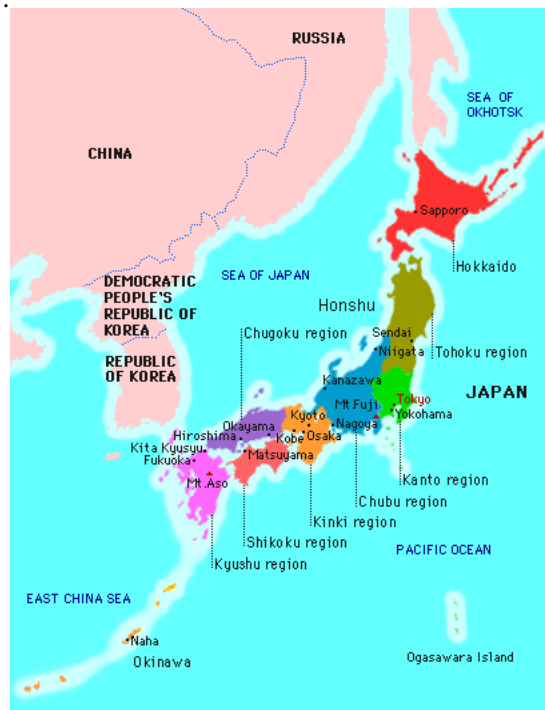 RUSSIA
SEA OF
OKHOTSK
CHINA
Sapporo
Hokkaido
SEA OF JAPAN
DEMOCRATIC
PEOPLE'S
REPUBLIC OF
KOREA
Honshu
Chugoku region
Sendai
Niigata
Tohoku region
REPUBLIC
OF KOREA
Kanazawa
JAPAN
Mt.Fuji
Tokyo
Yokohama
Kyoto
Okayama
Nagoya
Hiroshima
Kobe
Osaka
Kita Kyusyu
Matsuyama
Fukuoka
Mt.Aso
Kanto region
Chubu region
Kinki region
Shikoku region
PACIFIC OCEAN
Kyushu region
EAST CHINA SEA
Naha
Okinawa
Ogasawara Island